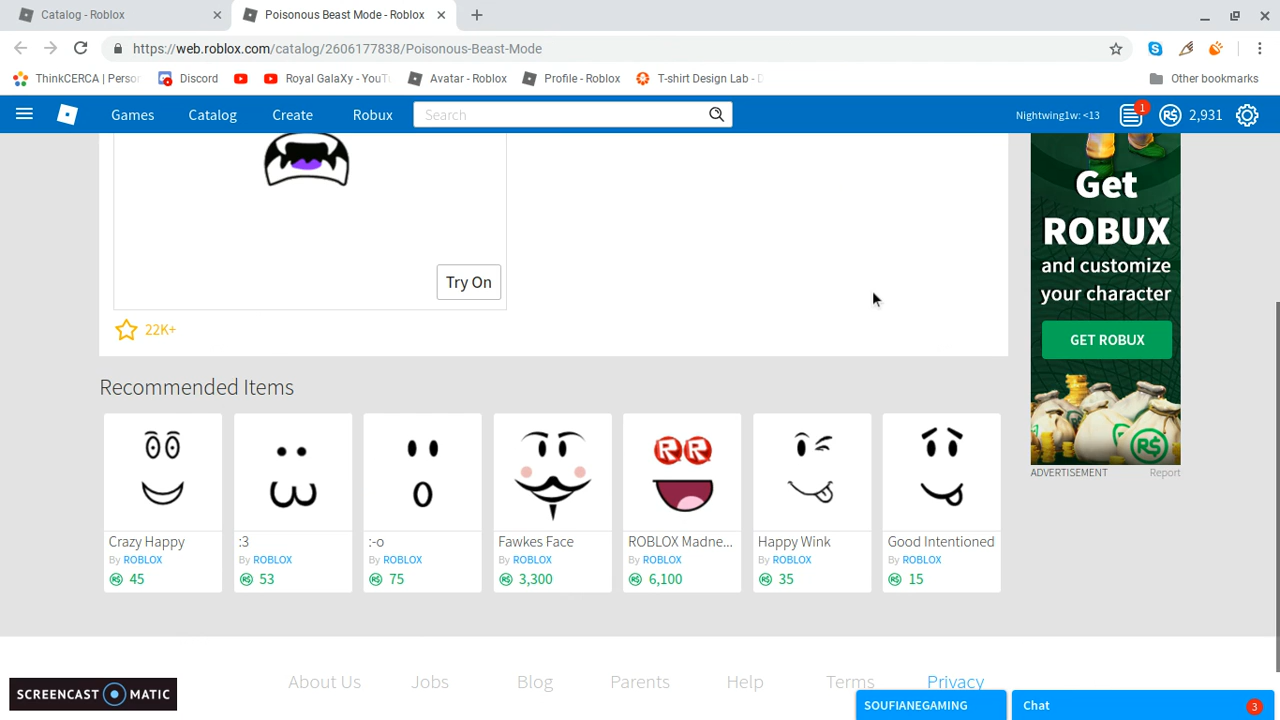 Catalog - Roblox
Poisonous Beast Mode - Roblox
https://web.roblox.com/catalog/2606177838/Poisonous-Beast-Mode
ThinkCERCA | Perso
Discord
Royal GalaXy - YouT
Avatar - Roblox
Profile - Roblox
T-shirt Design Lab - D
Other bookmarks
Games
Catalog
Create
Robux
Search
Nightwing1w: <13
1
R$
2,931
Get
ROBUX
and customize
your character
GET ROBUX
R$
ADVERTISEMENT
Report
Try On
22K+
Recommended Items
R R
Crazy Happy
:3
:-o
Fawkes Face
ROBLOX Madne...
Happy Wink
Good Intentioned
By ROBLOX
By ROBLOX
By ROBLOX
By ROBLOX
By ROBLOX
By ROBLOX
By ROBLOX
R$ 45
R$ 53
R$ 75
R$ 3,300
R$ 6,100
R$ 35
R$ 15
About Us
Jobs
Blog
Parents
Help
Terms
Privacy
SCREENCAST MATIC
SOUFIANEGAMING
Chat
3